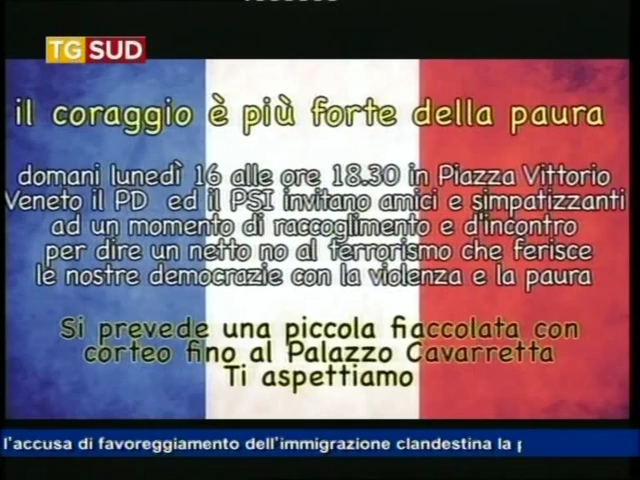 TG SUD
il coraggio è più forte della paura
domani lunedì 16 alle ore 18.30 in Piazza Vittorio
Veneto il PD ed il PSI invitano amici e simpatizzanti
ad un momento di raccoglimento e d'incontro
per dire un netto no al terrorismo che ferisce
le nostre democrazie con la violenza e la paura
Si prevede una piccola fiaccolata con
corteo fino al Palazzo Cavarretta
Ti aspettiamo
l'accusa di favoreggiamento dell'immigrazione clandestina la